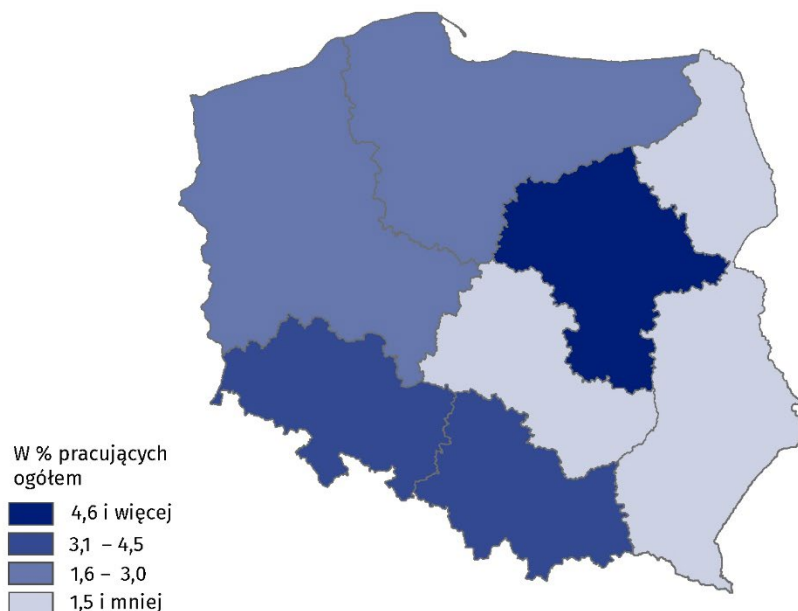 W % pracujących
ogółem
4,6 i więcej
3,1 – 4,5
1,6 – 3,0
1,5 i mniej